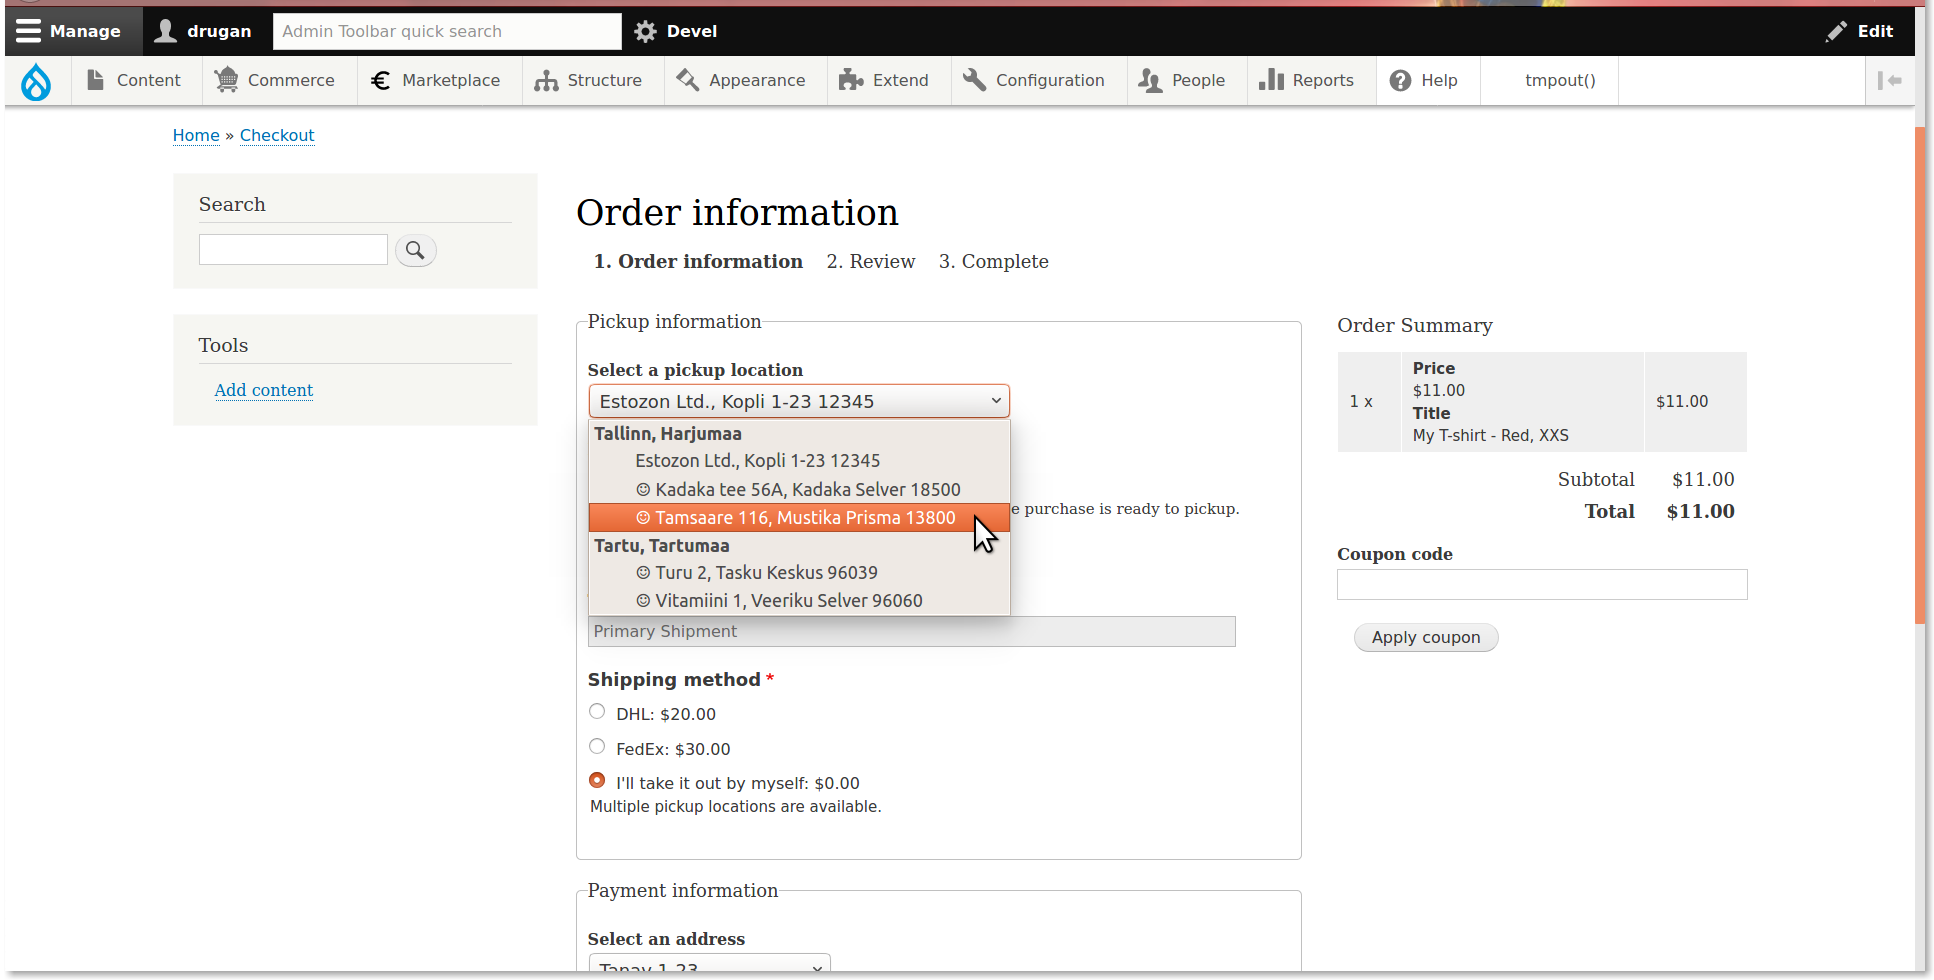 Manage drugan Admin Toolbar quick search Devel Edit
Content Commerce Marketplace Structure Appearance Extend Configuration People Reports Help tmpout()
Home » Checkout
Search
Tools
Add content
Order information
1. Order information 2. Review 3. Complete
Pickup information
Select a pickup location
Estozon Ltd., Kopli 1-23 12345
Tallinn, Harjumaa
Estozon Ltd., Kopli 1-23 12345
☺ Kadaka tee 56A, Kadaka Selver 18500
☺ Tamsaare 116, Mustika Prisma 13800
e purchase is ready to pickup.
Tartu, Tartumaa
☺ Turu 2, Tasku Keskus 96039
☺ Vitamiini 1, Veeriku Selver 96060
Primary Shipment
Shipping method *
DHL: $20.00
FedEx: $30.00
I'll take it out by myself: $0.00
Multiple pickup locations are available.
Payment information
Select an address
Tanav 1-23
Order Summary
Price
$11.00
1 x
$11.00
Title
My T-shirt - Red, XXS
Subtotal $11.00
Total $11.00
Coupon code
Apply coupon